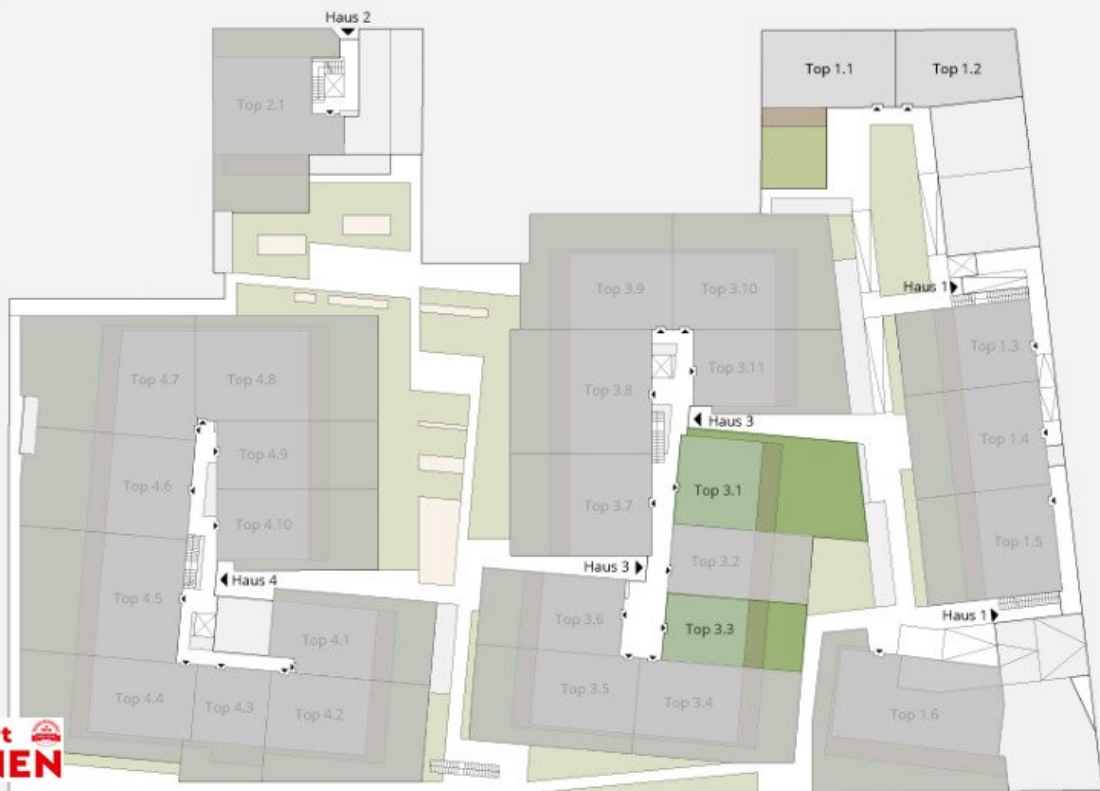 Haus 2
Top 1.1
Top 1.2
Top 2.1
Haus 1
Top 3.9
Top 3.10
Top 1.3
Top 4.7
Top 4.8
Top 3.8
Top 3.11
Haus 3
Top 1.4
Top 4.9
Top 4.6
Top 3.1
Top 3.7
Top 4.10
Top 1.5
Top 3.2
Haus 3
Haus 4
Top 4.5
Top 3.6
Haus 1
Top 4.1
Top 3.3
Top 3.5
Top 4.4
Top 4.3
Top 4.2
Top 3.4
Top 1.6